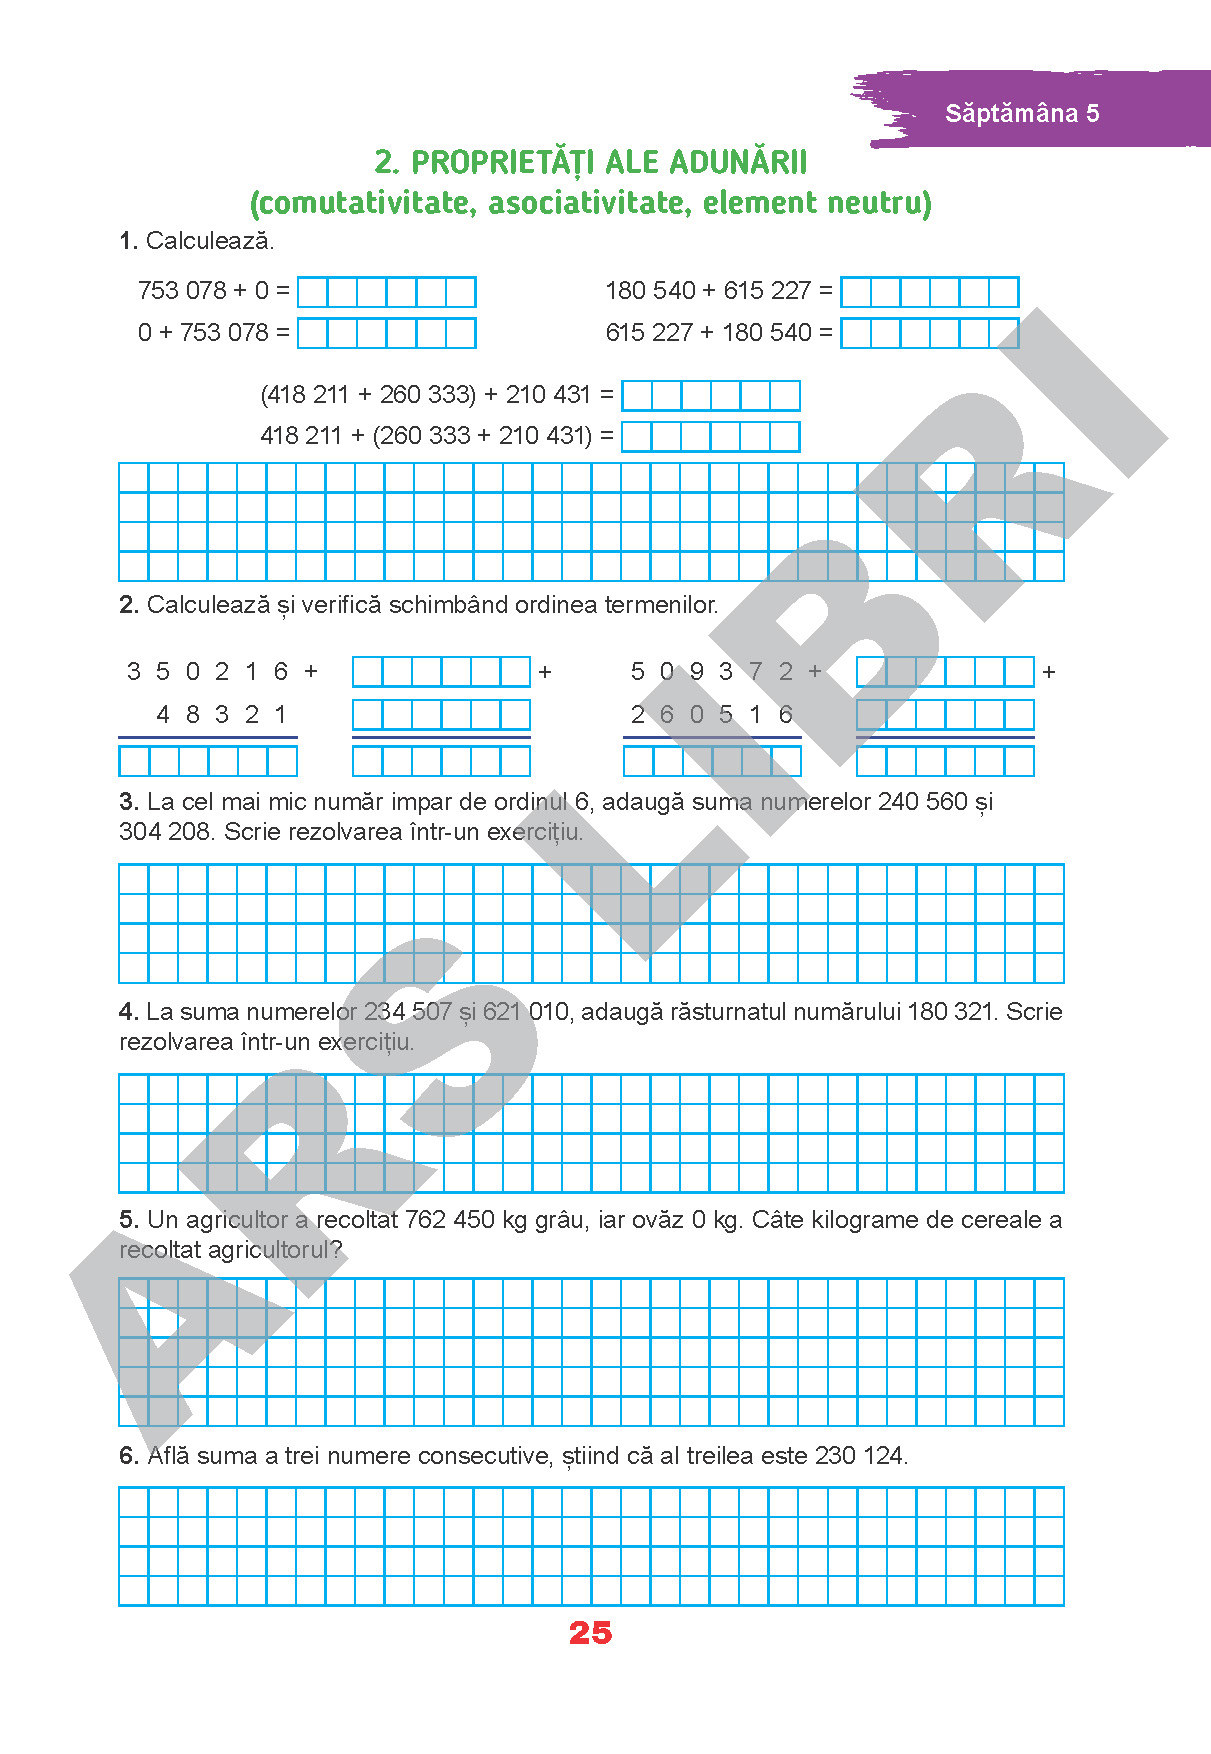 Săptămâna 5
2. PROPRIETĂȚI ALE ADUNĂRII
(comutativitate, asociativitate, element neutru)
1. Calculează.
753 078 + 0 =
180 540 + 615 227 =
0 + 753 078 =
615 227 + 180 540 =
(418 211 + 260 333) + 210 431 =
418 211 + (260 333 + 210 431) =
2. Calculează și verifică schimbând ordinea termenilor.
3 5 0 2 1 6 + + 5 0 9 3 7 2 + +
4 8 3 2 1 2 6 0 5 1 6
3. La cel mai mic număr impar de ordinul 6, adaugă suma numerelor 240 560 și
304 208. Scrie rezolvarea într-un exercițiu.
4. La suma numerelor 234 507 și 621 010, adaugă răsturnatul numărului 180 321. Scrie
rezolvarea într-un exercițiu.
5. Un agricultor a recoltat 762 450 kg grâu, iar ovăz 0 kg. Câte kilograme de cereale a
recoltat agricultorul?
6. Află suma a trei numere consecutive, știind că al treilea este 230 124.
25
ARS LIBRI